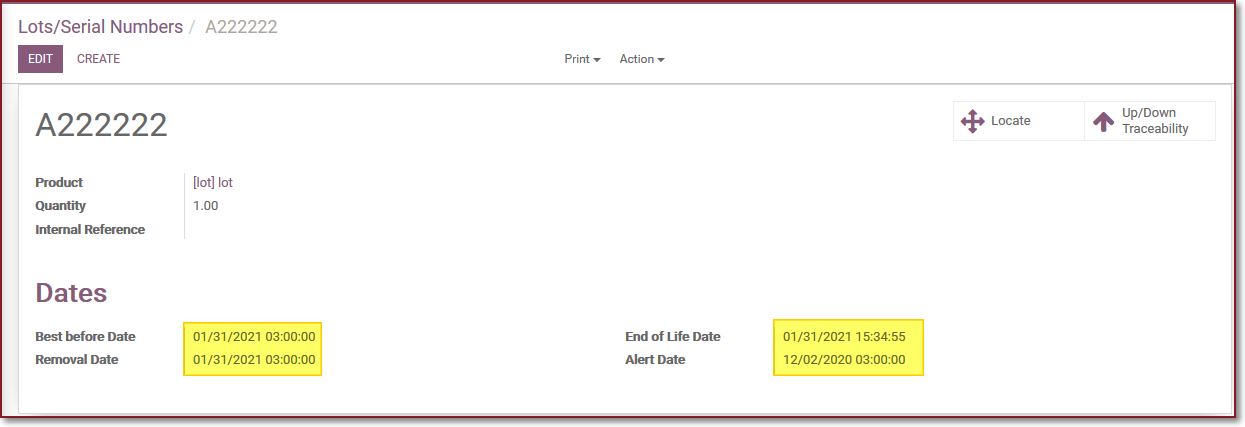 Lots/Serial Numbers / A222222
EDIT CREATE Print Action
A222222
Locate
Up/Down
Traceability
Product [lot] lot
Quantity 1.00
Internal Reference
Dates
Best before Date 01/31/2021 03:00:00 End of Life Date 01/31/2021 15:34:55
Removal Date 01/31/2021 03:00:00 Alert Date 12/02/2020 03:00:00